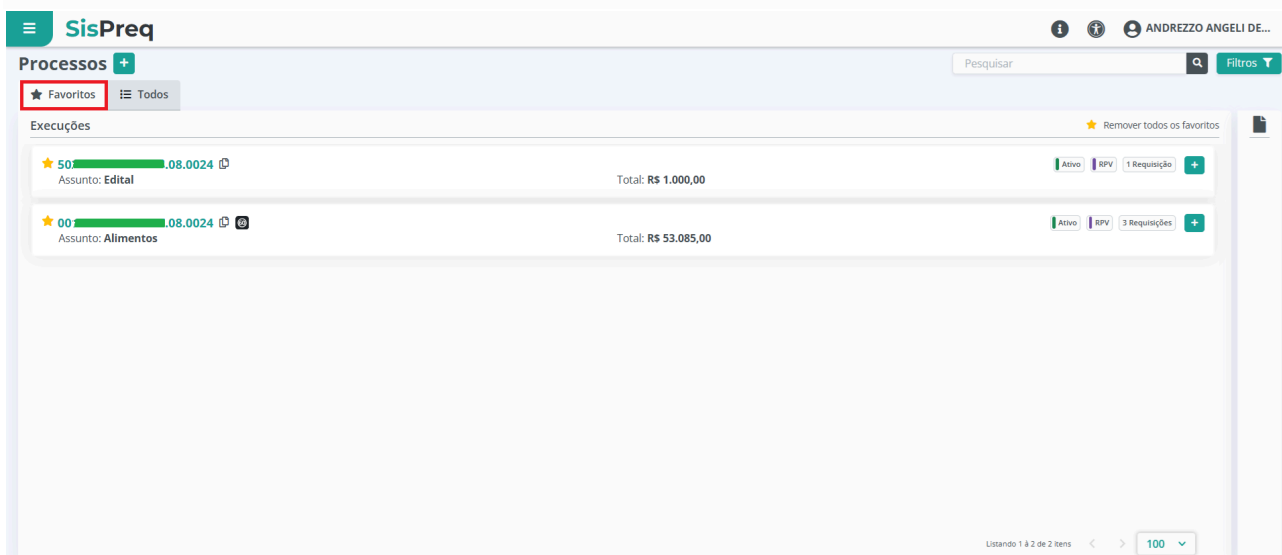 SisPreq
ANDREZZO ANGELI DE...
Processos
Pesquisar
Filtros
Favoritos
Todos
Execuções
Remover todos os favoritos
.08.0024
Ativo RPV 1 Requisição
Assunto: Edital
Total: R$ 1.000,00
001 .08.0024
Ativo RPV 3 Requisições
Assunto: Alimentos
Total: R$ 53.085,00
Listando 1 à 2 de 2 itens
100